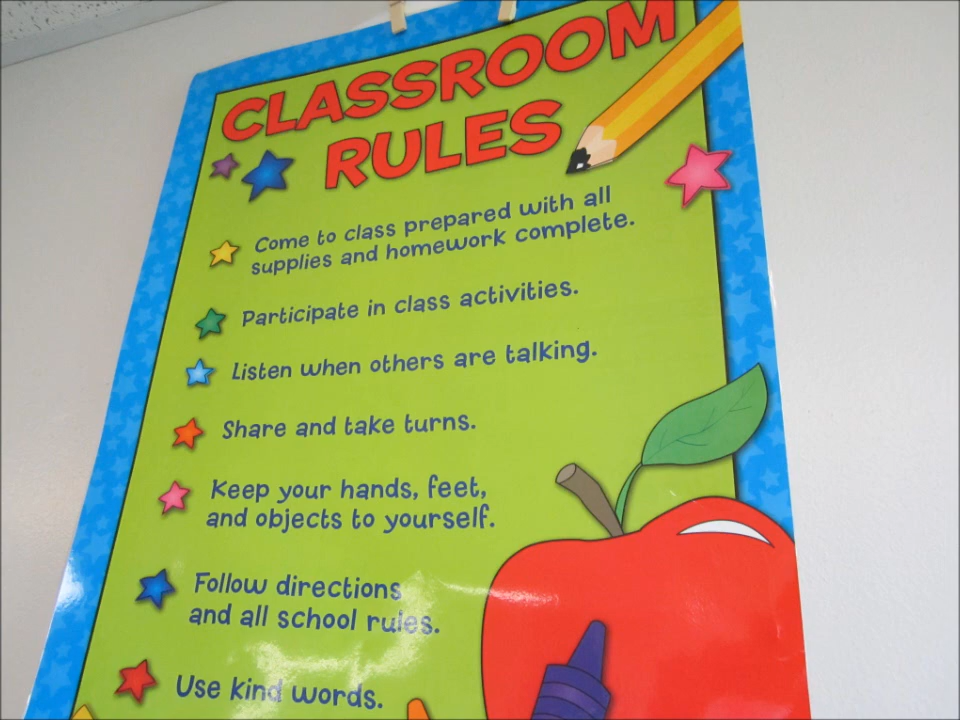 CLASSROOM
RULES
Come to class prepared with all
supplies and homework complete.
Participate in class activities.
Listen when others are talking.
Share and take turns.
Keep your hands, feet,
and objects to yourself.
Follow directions
and all school rules.
Use kind words.